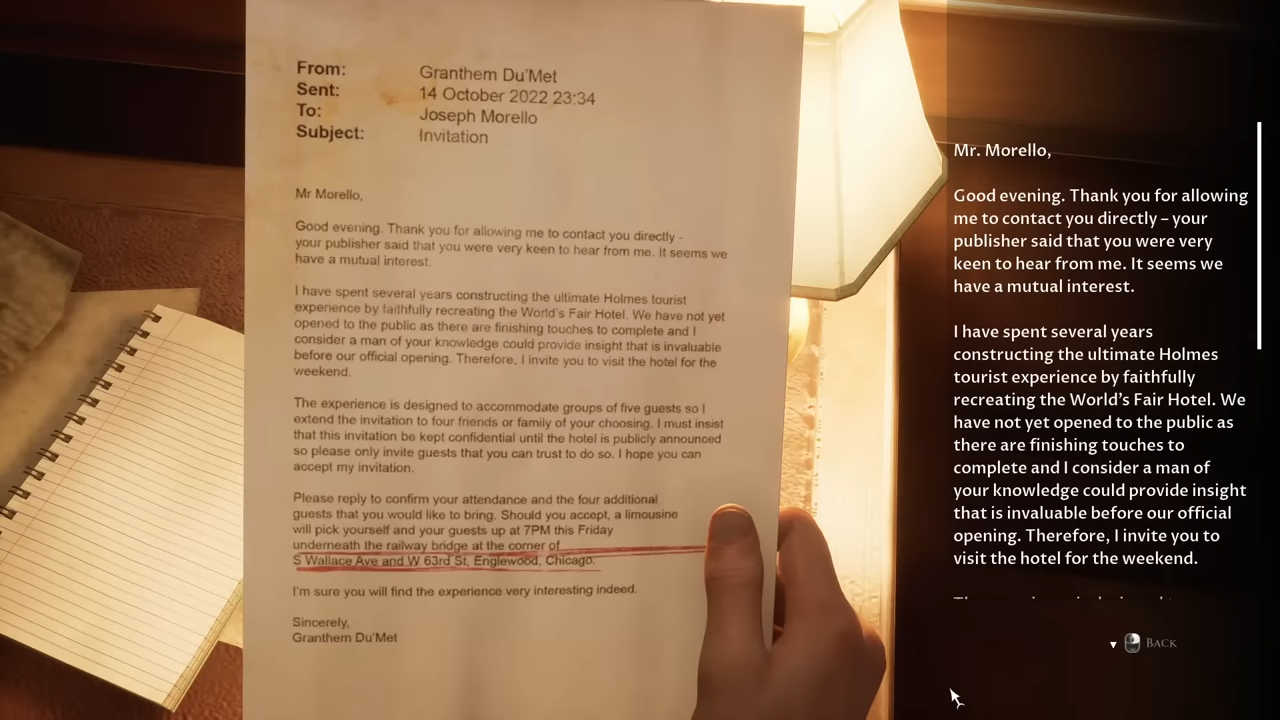 From: Granthem Du'Met
Sent: 14 October 2022 23:34
To: Joseph Morello
Subject: Invitation
Mr Morello,
Good evening. Thank you for allowing me to contact you directly -
your publisher said that you were very keen to hear from me. It seems we
have a mutual interest.
I have spent several years constructing the ultimate Holmes tourist
experience by faithfully recreating the World's Fair Hotel. We have not yet
opened to the public as there are finishing touches to complete and I
consider a man of your knowledge could provide insight that is invaluable
before our official opening. Therefore, I invite you to visit the hotel for the
weekend.
The experience is designed to accommodate groups of five guests so I
extend the invitation to four friends or family of your choosing. I must insist
that this invitation be kept confidential until the hotel is publicly announced
so please only invite guests that you can trust to do so. I hope you can
accept my invitation.
Please reply to confirm your attendance and the four additional
guests that you would like to bring. Should you accept, a limousine
will pick yourself and your guests up at 7PM this Friday
underneath the railway bridge at the corner of
S Wallace Ave and W 63rd St, Englewood, Chicago.
I'm sure you will find the experience very interesting indeed.
Sincerely,
Granthem Du'Met
Mr. Morello,
Good evening. Thank you for allowing
me to contact you directly – your
publisher said that you were very
keen to hear from me. It seems we
have a mutual interest.
I have spent several years
constructing the ultimate Holmes
tourist experience by faithfully
recreating the World's Fair Hotel. We
have not yet opened to the public as
there are finishing touches to
complete and I consider a man of
your knowledge could provide insight
that is invaluable before our official
opening. Therefore, I invite you to
visit the hotel for the weekend.
Back